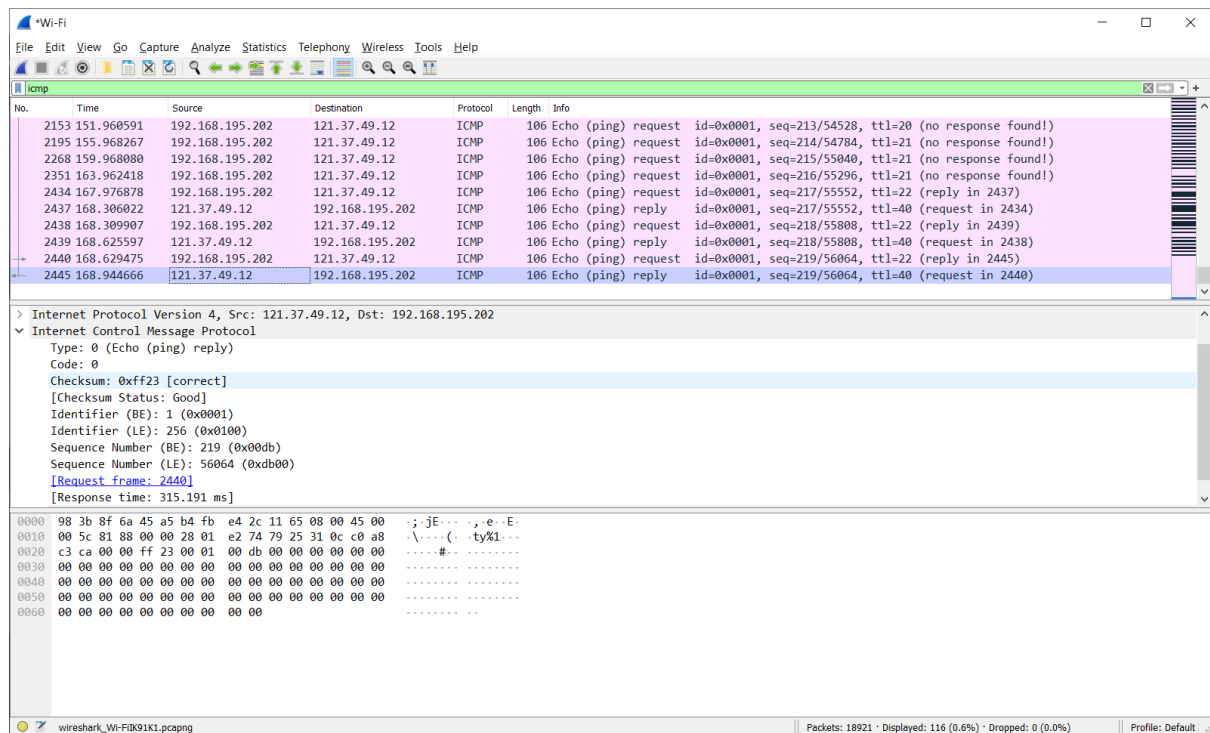 *Wi-Fi
File Edit View Go Capture Analyze Statistics Telephony Wireless Tools Help
icmp
No. Time Source Destination Protocol Length Info
2153 151.960591 192.168.195.202 121.37.49.12 ICMP 106 Echo (ping) request id=0x0001, seq=213/54528, ttl=20 (no response found!)
2195 155.968267 192.168.195.202 121.37.49.12 ICMP 106 Echo (ping) request id=0x0001, seq=214/54784, ttl=21 (no response found!)
2268 159.968080 192.168.195.202 121.37.49.12 ICMP 106 Echo (ping) request id=0x0001, seq=215/55040, ttl=21 (no response found!)
2351 163.962418 192.168.195.202 121.37.49.12 ICMP 106 Echo (ping) request id=0x0001, seq=216/55296, ttl=21 (no response found!)
2434 167.976878 192.168.195.202 121.37.49.12 ICMP 106 Echo (ping) request id=0x0001, seq=217/55552, ttl=22 (reply in 2437)
2437 168.306022 121.37.49.12 192.168.195.202 ICMP 106 Echo (ping) reply id=0x0001, seq=217/55552, ttl=40 (request in 2434)
2438 168.309907 192.168.195.202 121.37.49.12 ICMP 106 Echo (ping) request id=0x0001, seq=218/55808, ttl=22 (reply in 2439)
2439 168.625597 121.37.49.12 192.168.195.202 ICMP 106 Echo (ping) reply id=0x0001, seq=218/55808, ttl=40 (request in 2438)
2440 168.629475 192.168.195.202 121.37.49.12 ICMP 106 Echo (ping) request id=0x0001, seq=219/56064, ttl=22 (reply in 2445)
2445 168.944666 121.37.49.12 192.168.195.202 ICMP 106 Echo (ping) reply id=0x0001, seq=219/56064, ttl=40 (request in 2440)
Internet Protocol Version 4, Src: 121.37.49.12, Dst: 192.168.195.202
Internet Control Message Protocol
Type: 0 (Echo (ping) reply)
Code: 0
Checksum: 0xff23 [correct]
[Checksum Status: Good]
Identifier (BE): 1 (0x0001)
Identifier (LE): 256 (0x0100)
Sequence Number (BE): 219 (0x00db)
Sequence Number (LE): 56064 (0xdb00)
[Request frame: 2440]
[Response time: 315.191 ms]
0000 98 3b 8f 6a 45 a5 b4 fb e4 2c 11 65 08 00 45 00 ·;·jE··· ·,·e··E·
0010 00 5c 81 88 00 00 28 01 e2 74 79 25 31 0c c0 a8 ·\····(· ·ty%1···
0020 c3 ca 00 00 ff 23 00 01 00 db 00 00 00 00 00 00 ·····#·· ········
0030 00 00 00 00 00 00 00 00 00 00 00 00 00 00 00 00 ········ ········
0040 00 00 00 00 00 00 00 00 00 00 00 00 00 00 00 00 ········ ········
0050 00 00 00 00 00 00 00 00 00 00 00 00 00 00 00 00 ········ ········
0060 00 00 00 00 00 00 00 00 00 00 ········ ··
wireshark_Wi-FiIK91K1.pcapng Packets: 18921 · Displayed: 116 (0.6%) · Dropped: 0 (0.0%) Profile: Default